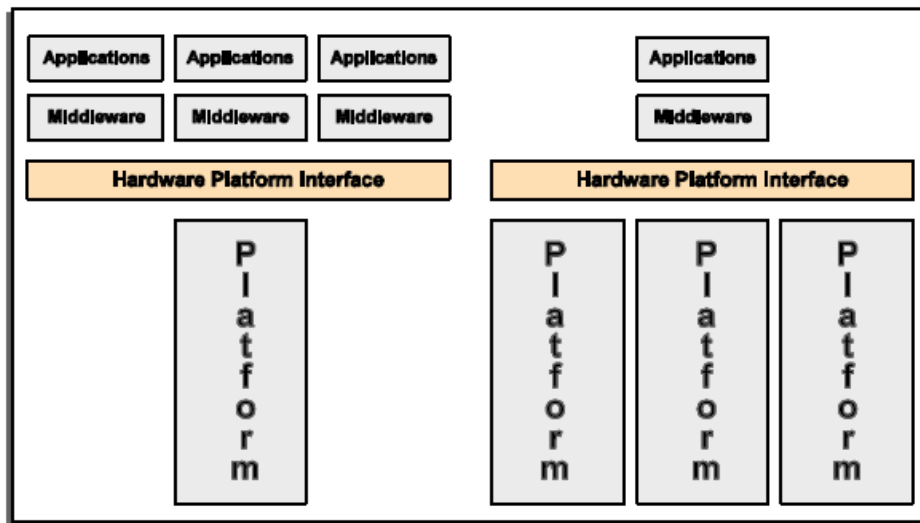 Applications Applications Applications Applications
Middleware Middleware Middleware Middleware
Hardware Platform Interface Hardware Platform Interface
Platform Platform Platform Platform